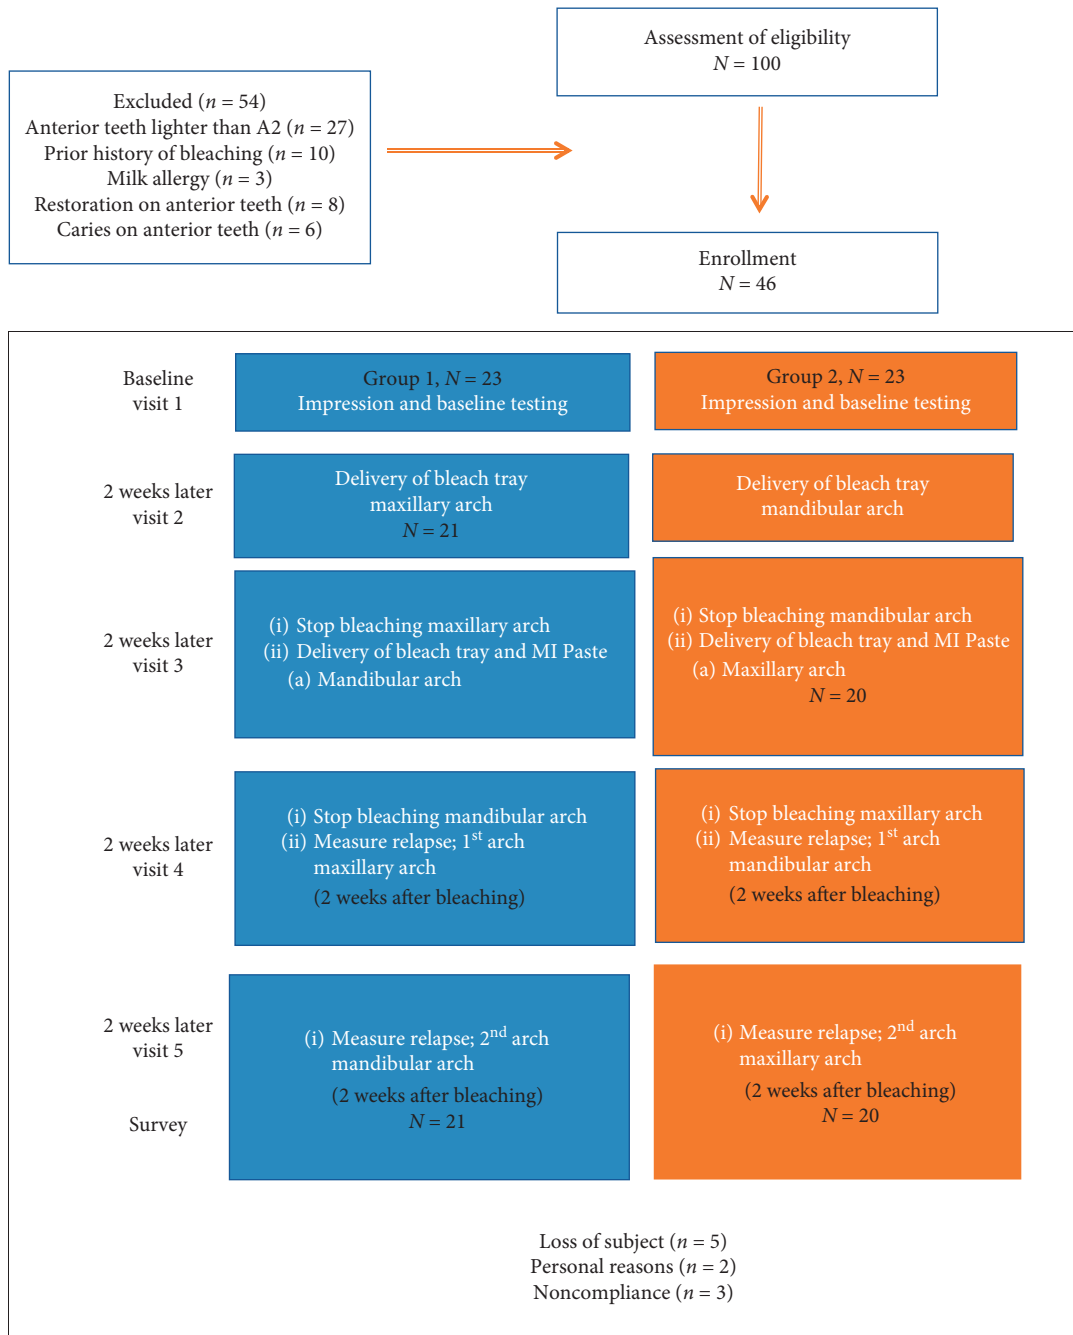 Assessment of eligibility
N = 100
Excluded (n = 54)
Anterior teeth lighter than A2 (n = 27)
Prior history of bleaching (n = 10)
Milk allergy (n = 3)
Restoration on anterior teeth (n = 8)
Caries on anterior teeth (n = 6)
Enrollment
N = 46
Baseline
visit 1
Group 1, N = 23
Impression and baseline testing
Group 2, N = 23
Impression and baseline testing
2 weeks later
visit 2
Delivery of bleach tray
maxillary arch
N = 21
Delivery of bleach tray
mandibular arch
2 weeks later
visit 3
(i) Stop bleaching maxillary arch
(ii) Delivery of bleach tray and MI Paste
(a) Mandibular arch
(i) Stop bleaching mandibular arch
(ii) Delivery of bleach tray and MI Paste
(a) Maxillary arch
N = 20
2 weeks later
visit 4
(i) Stop bleaching mandibular arch
(ii) Measure relapse; 1st arch
maxillary arch
(2 weeks after bleaching)
(i) Stop bleaching maxillary arch
(ii) Measure relapse; 1st arch
mandibular arch
(2 weeks after bleaching)
2 weeks later
visit 5
Survey
(i) Measure relapse; 2nd arch
mandibular arch
(2 weeks after bleaching)
N = 21
(i) Measure relapse; 2nd arch
maxillary arch
(2 weeks after bleaching)
N = 20
Loss of subject (n = 5)
Personal reasons (n = 2)
Noncompliance (n = 3)